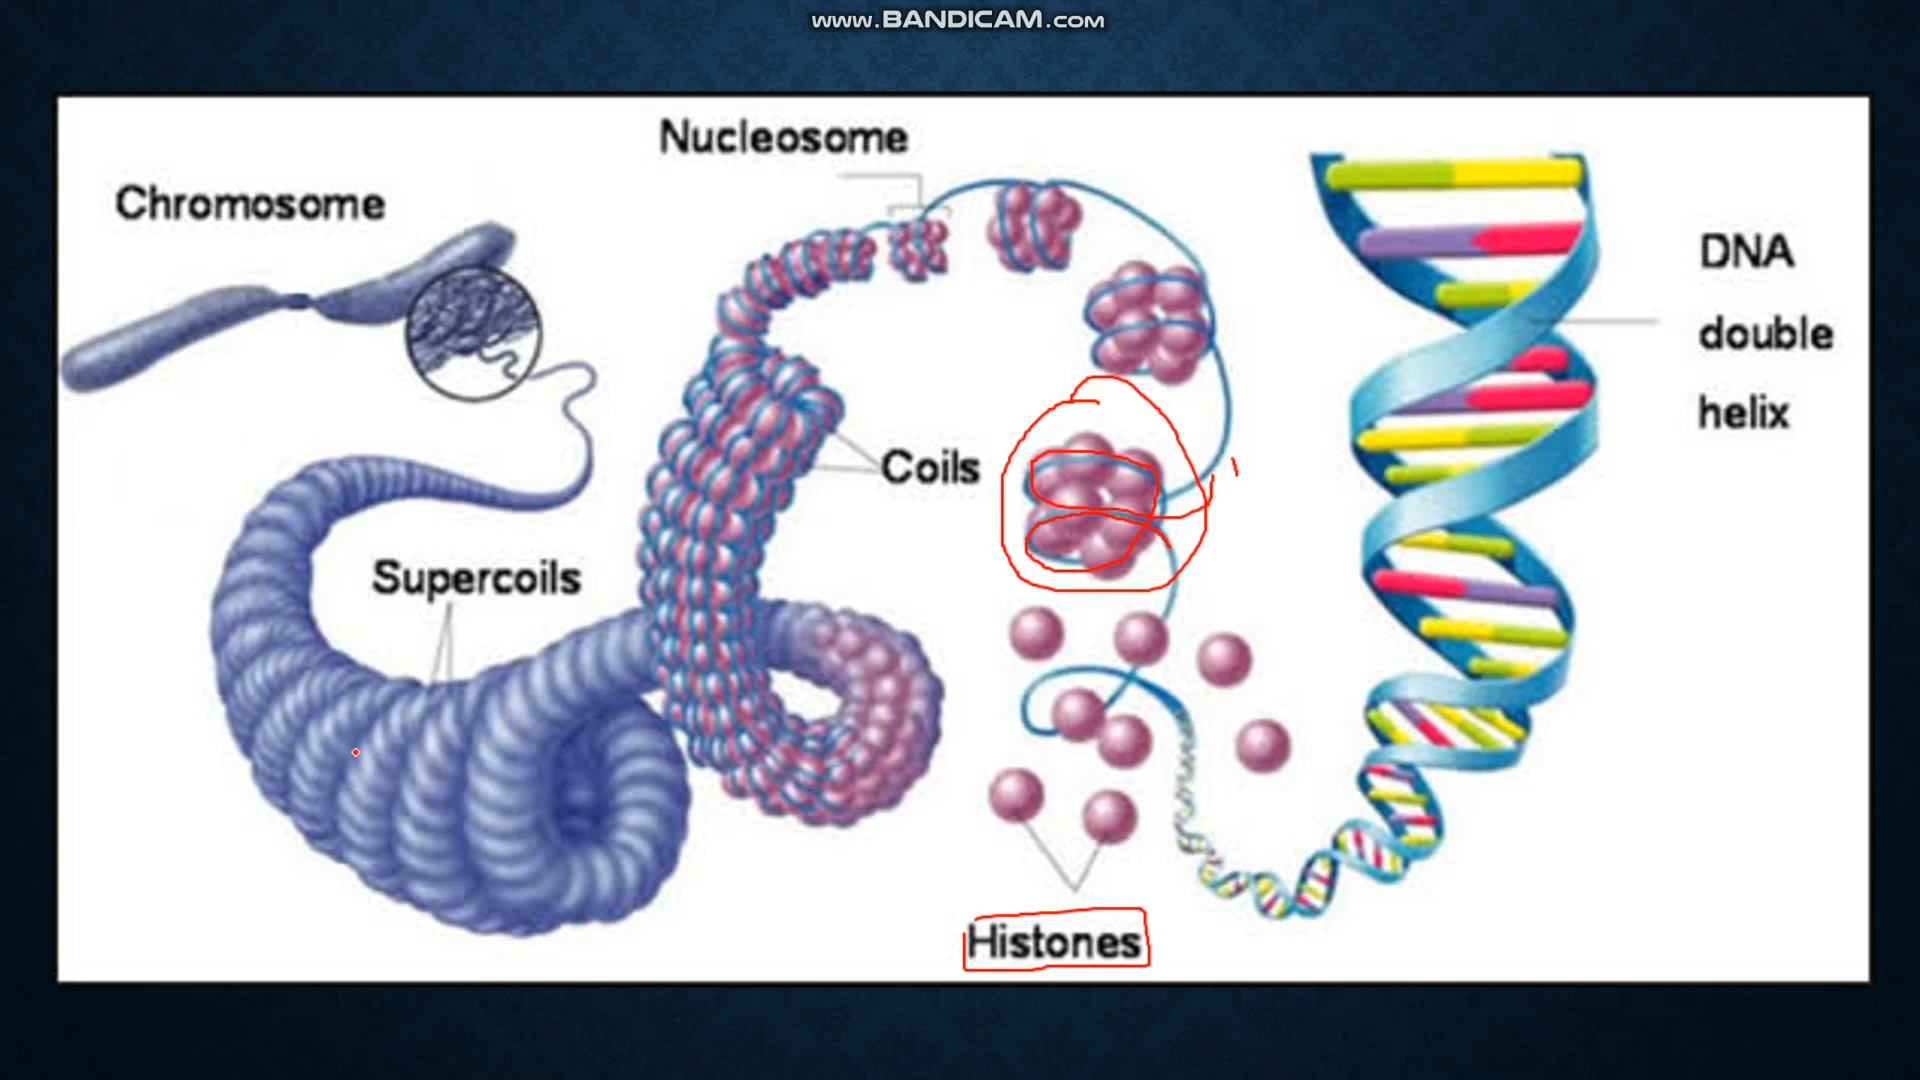 www.BANDICAM.com
Nucleosome
Chromosome
DNA
double
helix
Coils
Supercoils
Histones